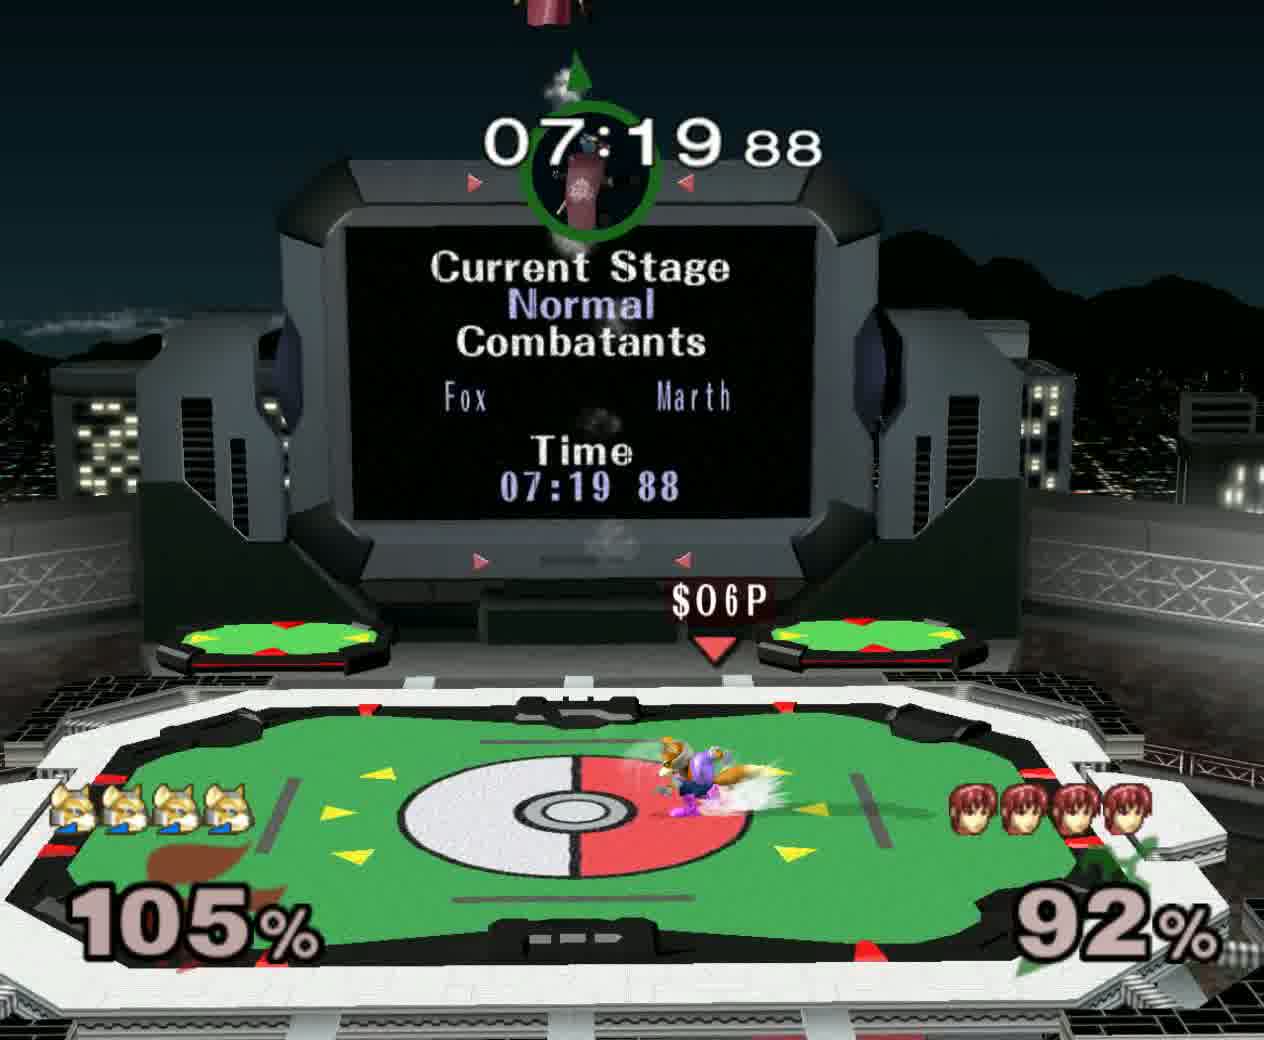 07:19 88
Current Stage
Normal
Combatants
Fox Marth
Time
07:19 88
$06P
105%
92%